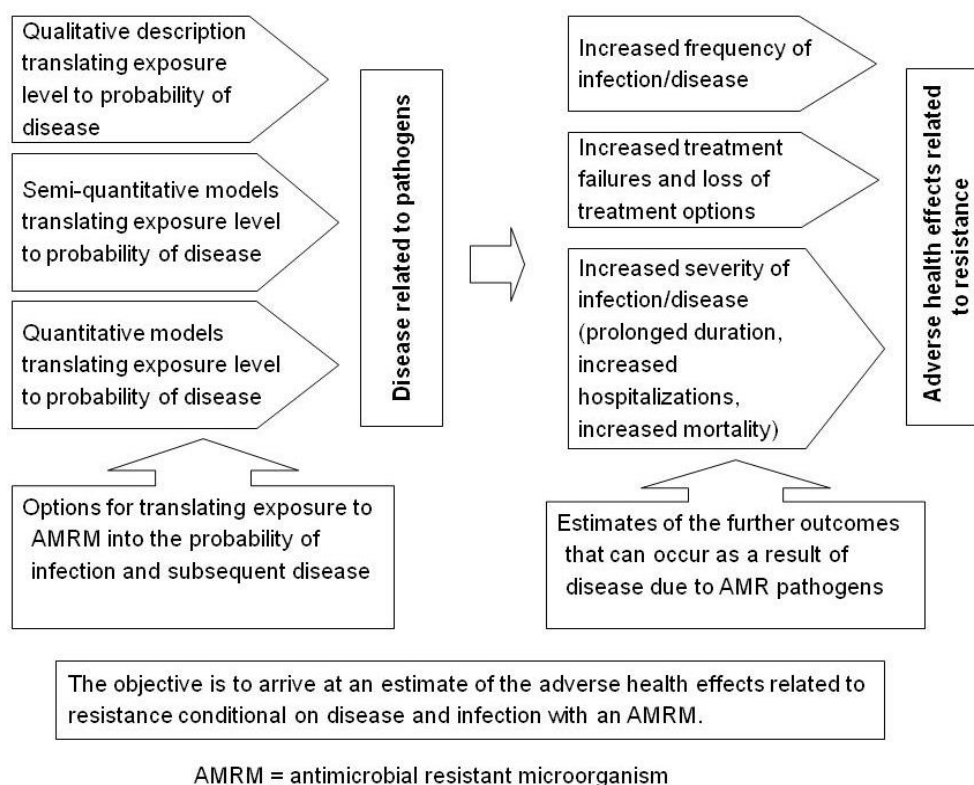 Qualitative description
translating exposure
level to probability of
disease
Semi-quantitative models
translating exposure level
to probability of disease
Quantitative models
translating exposure level
to probability of disease
Options for translating exposure to
AMRM into the probability of
infection and subsequent disease
Disease related to pathogens
Increased frequency of
infection/disease
Increased treatment
failures and loss of
treatment options
Increased severity of
infection/disease
(prolonged duration,
increased
hospitalizations,
increased mortality)
Estimates of the further outcomes
that can occur as a result of
disease due to AMR pathogens
Adverse health effects related
to resistance
The objective is to arrive at an estimate of the adverse health effects related to
resistance conditional on disease and infection with an AMRM.
AMRM = antimicrobial resistant microorganism